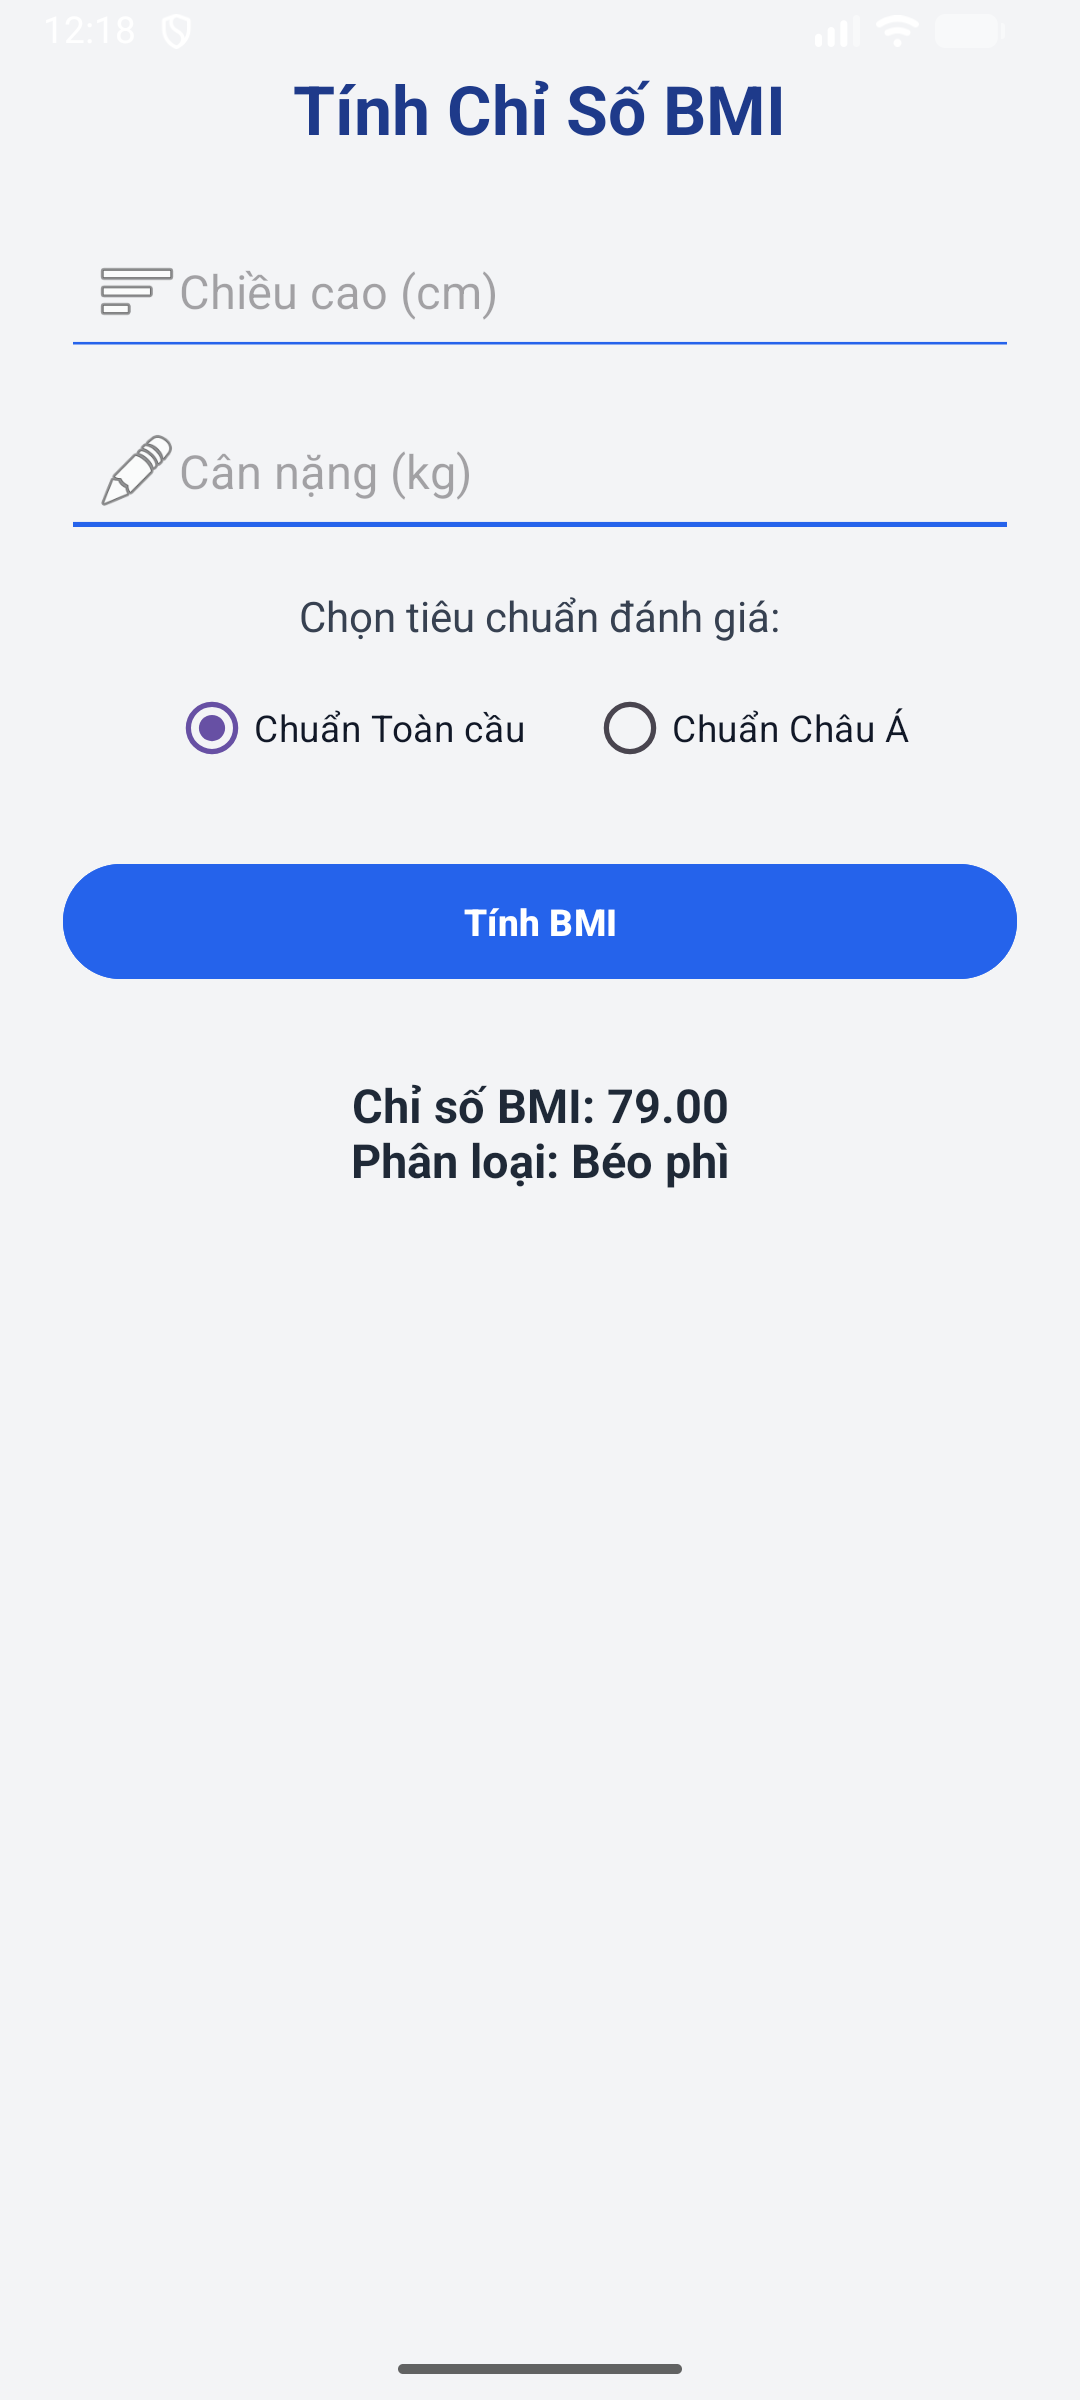 12:18
Tính Chỉ Số BMI
Chiều cao (cm)
Cân nặng (kg)
Chọn tiêu chuẩn đánh giá:
Chuẩn Toàn cầu
Chuẩn Châu Á
Tính BMI
Chỉ số BMI: 79.00
Phân loại: Béo phì